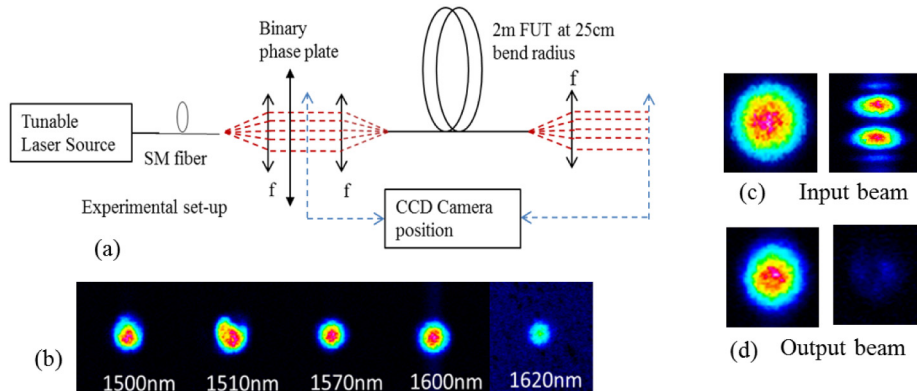 Binary
phase plate
2m FUT at 25cm
bend radius
f
Tunable
Laser Source
SM fiber
f
f
Experimental set-up
CCD Camera
position
(a)
(c) Input beam
(b)
1500nm 1510nm 1570nm 1600nm 1620nm
(d) Output beam